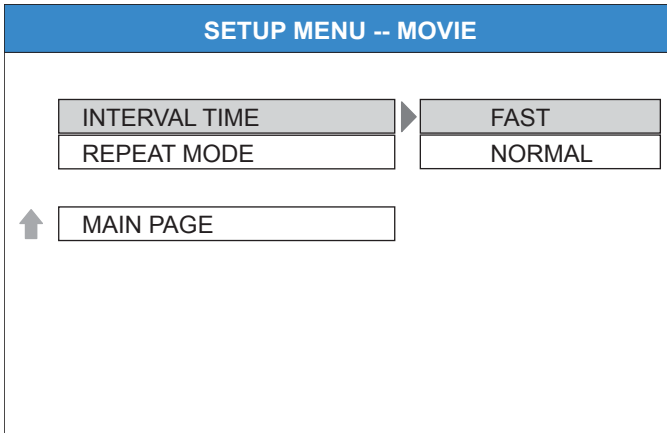 SETUP MENU -- MOVIE
INTERVAL TIME FAST
REPEAT MODE NORMAL
MAIN PAGE